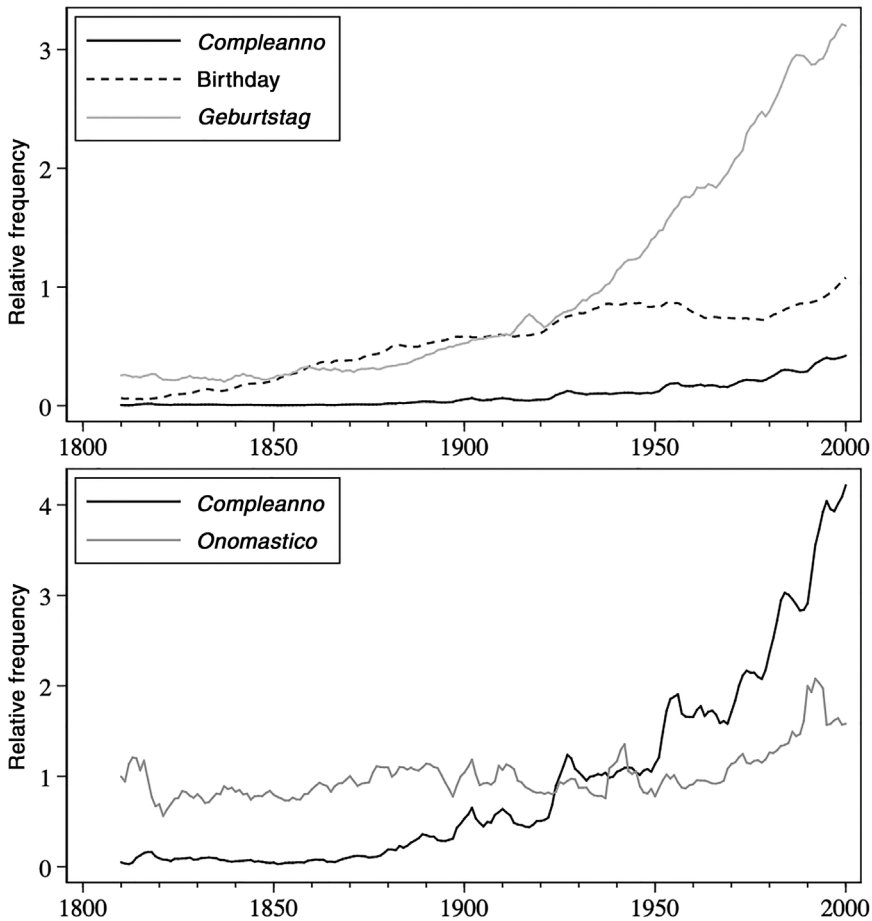 Compleanno
Birthday
Geburtstag
Relative frequency
3
2
1
0
1800 1850 1900 1950 2000
Compleanno
Onomastico
Relative frequency
4
3
2
1
0
1800 1850 1900 1950 2000